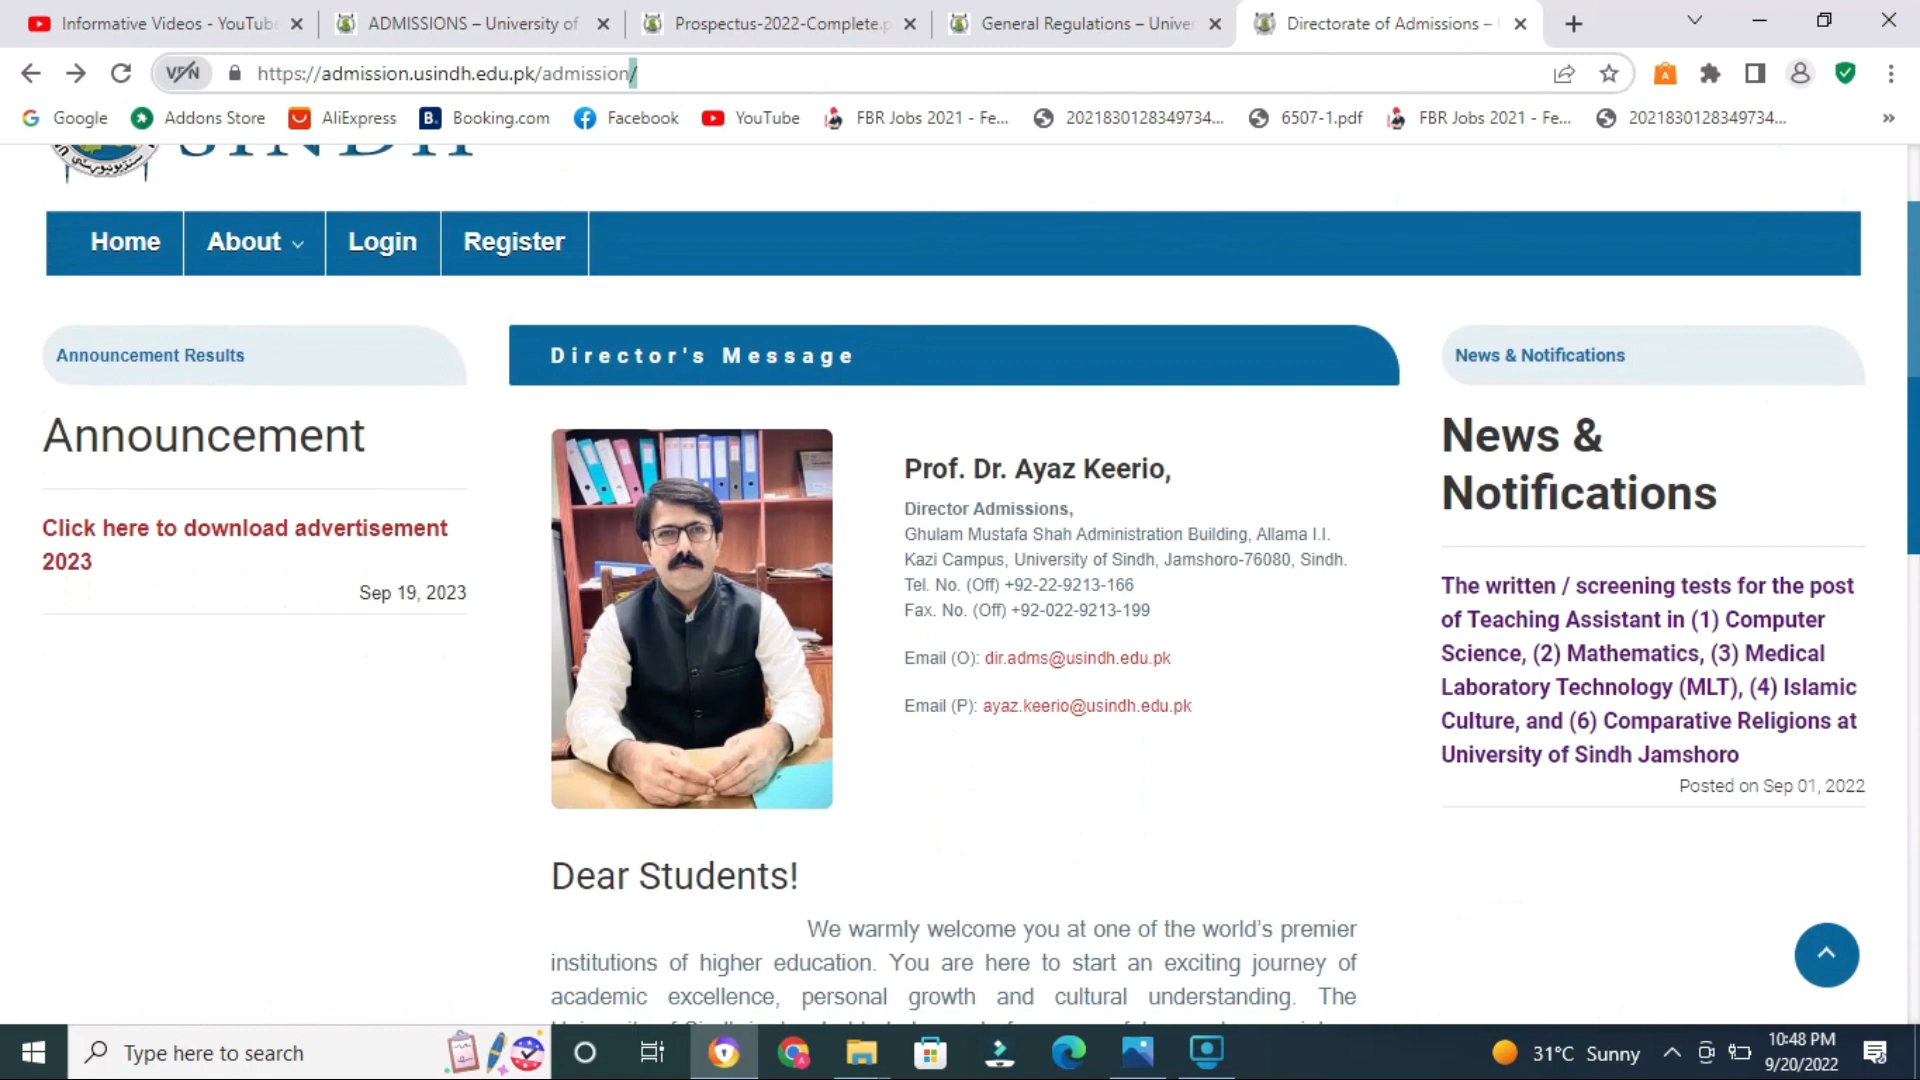 Informative Videos - YouTube
ADMISSIONS – University of
Prospectus-2022-Complete.p
General Regulations – Univer
Directorate of Admissions –
VPN
https://admission.usindh.edu.pk/admission/
Google
Addons Store
AliExpress
B.
Booking.com
Facebook
YouTube
FBR Jobs 2021 - Fe...
2021830128349734...
6507-1.pdf
FBR Jobs 2021 - Fe...
2021830128349734...
»
SINDH
Home
About
Login
Register
Announcement Results
Director's Message
News & Notifications
Announcement
Click here to download advertisement
2023
Sep 19, 2023
Prof. Dr. Ayaz Keerio,
Director Admissions,
Ghulam Mustafa Shah Administration Building, Allama I.I.
Kazi Campus, University of Sindh, Jamshoro-76080, Sindh.
Tel. No. (Off) +92-22-9213-166
Fax. No. (Off) +92-022-9213-199
Email (O): dir.adms@usindh.edu.pk
Email (P): ayaz.keerio@usindh.edu.pk
News &
Notifications
The written / screening tests for the post
of Teaching Assistant in (1) Computer
Science, (2) Mathematics, (3) Medical
Laboratory Technology (MLT), (4) Islamic
Culture, and (6) Comparative Religions at
University of Sindh Jamshoro
Posted on Sep 01, 2022
Dear Students!
We warmly welcome you at one of the world's premier
institutions of higher education. You are here to start an exciting journey of
academic excellence, personal growth and cultural understanding. The
Type here to search
31°C Sunny
10:48 PM
9/20/2022